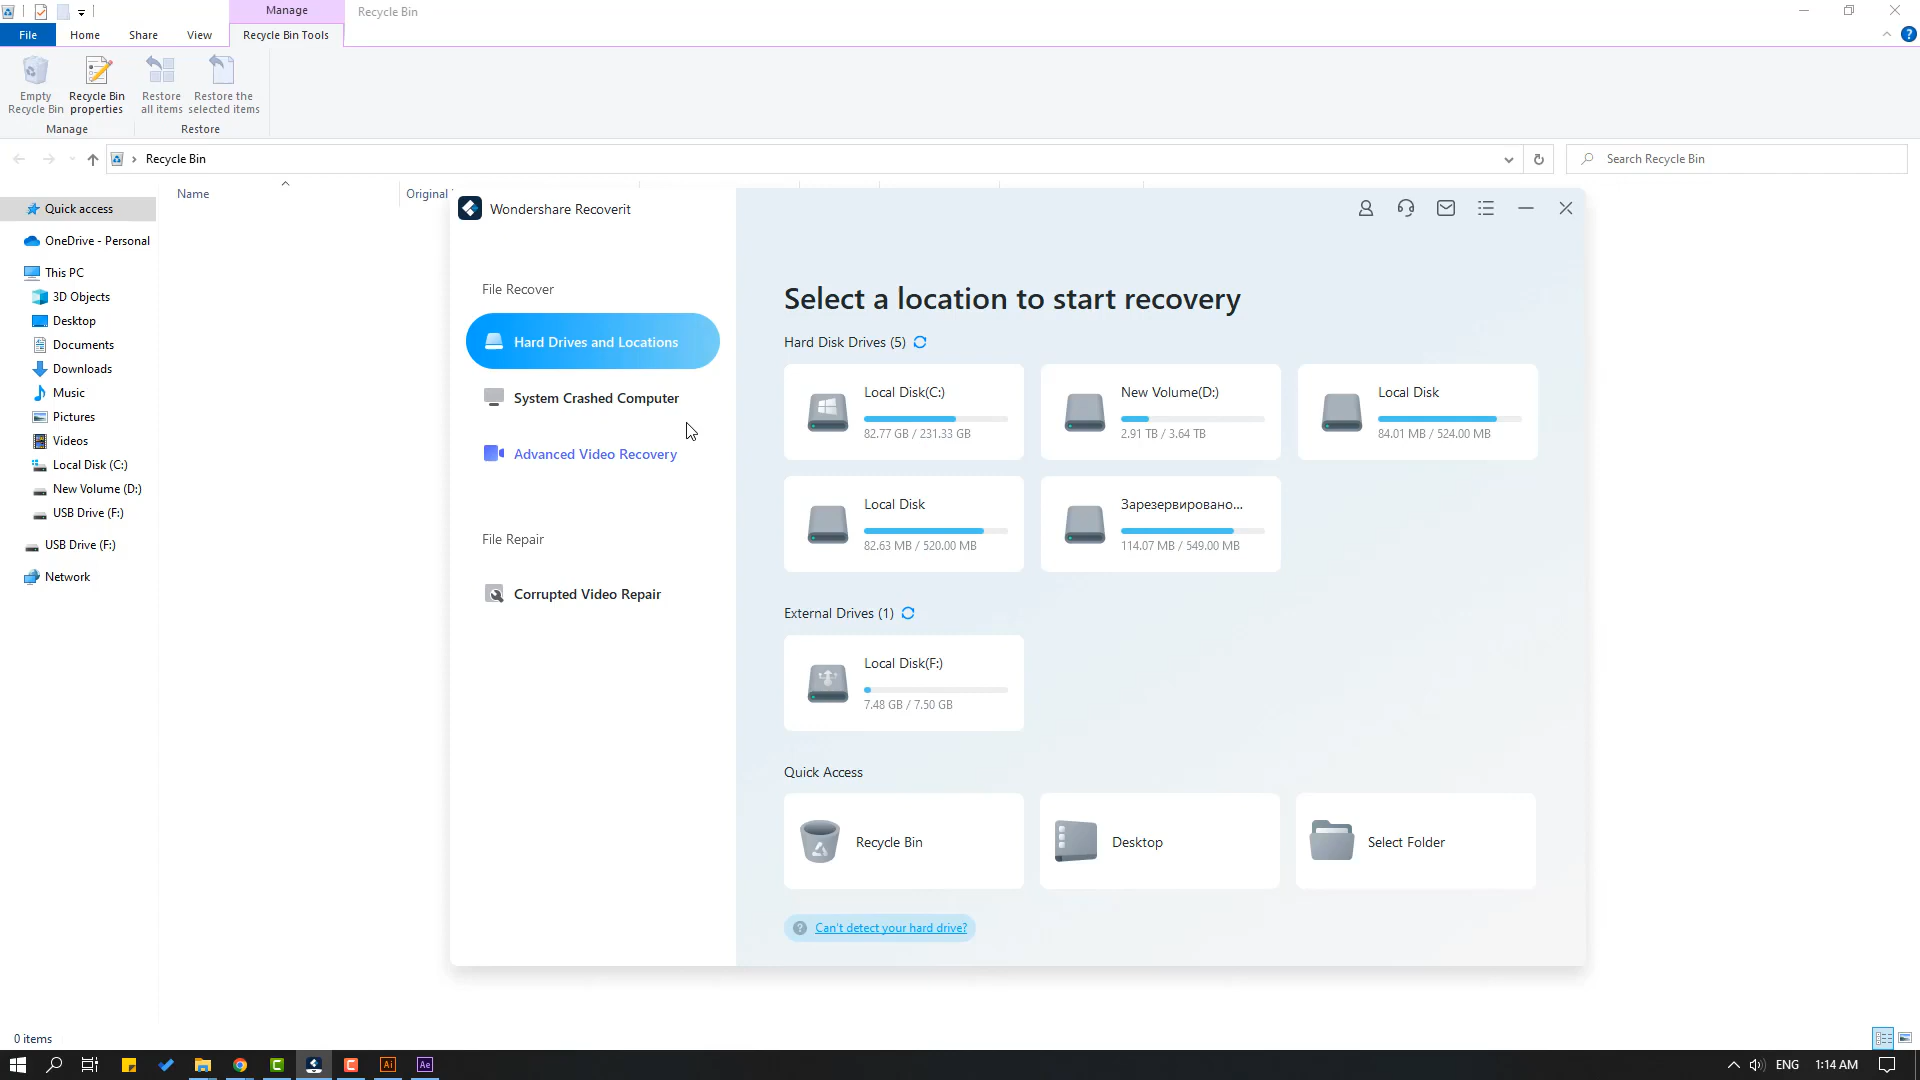 Manage
Recycle Bin
File
Home
Share
View
Recycle Bin Tools
Empty
Recycle Bin
Recycle Bin
properties
Restore
all items
Restore the
selected items
Manage
Restore
Recycle Bin
Search Recycle Bin
Name
Original
Quick access
OneDrive - Personal
This PC
3D Objects
Desktop
Documents
Downloads
Music
Pictures
Videos
Local Disk (C:)
New Volume (D:)
USB Drive (F:)
USB Drive (F:)
Network
Wondershare Recoverit
File Recover
Hard Drives and Locations
System Crashed Computer
Advanced Video Recovery
File Repair
Corrupted Video Repair
Select a location to start recovery
Hard Disk Drives (5)
Local Disk(C:)
82.77 GB / 231.33 GB
New Volume(D:)
2.91 TB / 3.64 TB
Local Disk
84.01 MB / 524.00 MB
Local Disk
82.63 MB / 520.00 MB
Зарезервировано...
114.07 MB / 549.00 MB
External Drives (1)
Local Disk(F:)
7.48 GB / 7.50 GB
Quick Access
Recycle Bin
Desktop
Select Folder
? Can't detect your hard drive?
0 items
C
C
Ai
Ae
ENG
1:14 AM